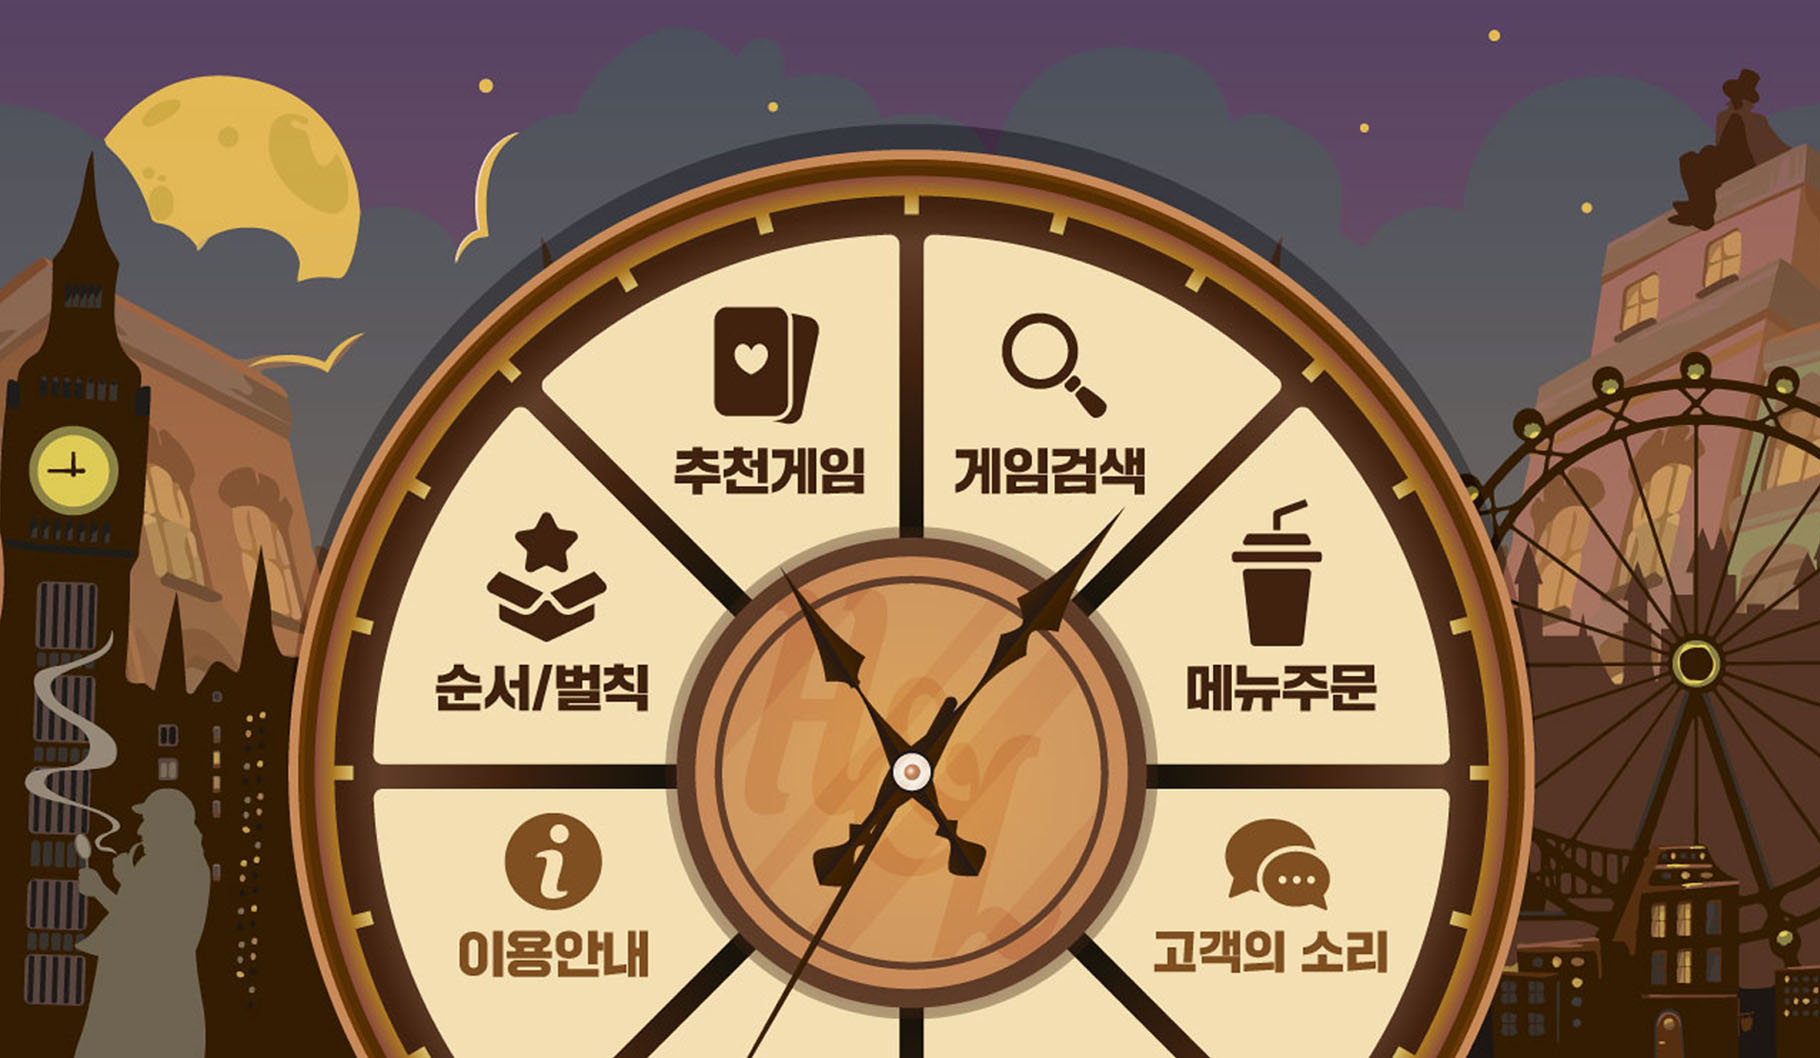 추천게임
게임검색
순서/벌칙
메뉴주문
이용안내
고객의 소리